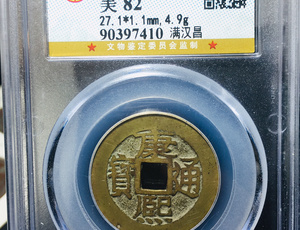 美 82
27.1*1.1mm,4.9g
90397410 满汉昌
★文物鉴定委员会监制★
康熙通寳